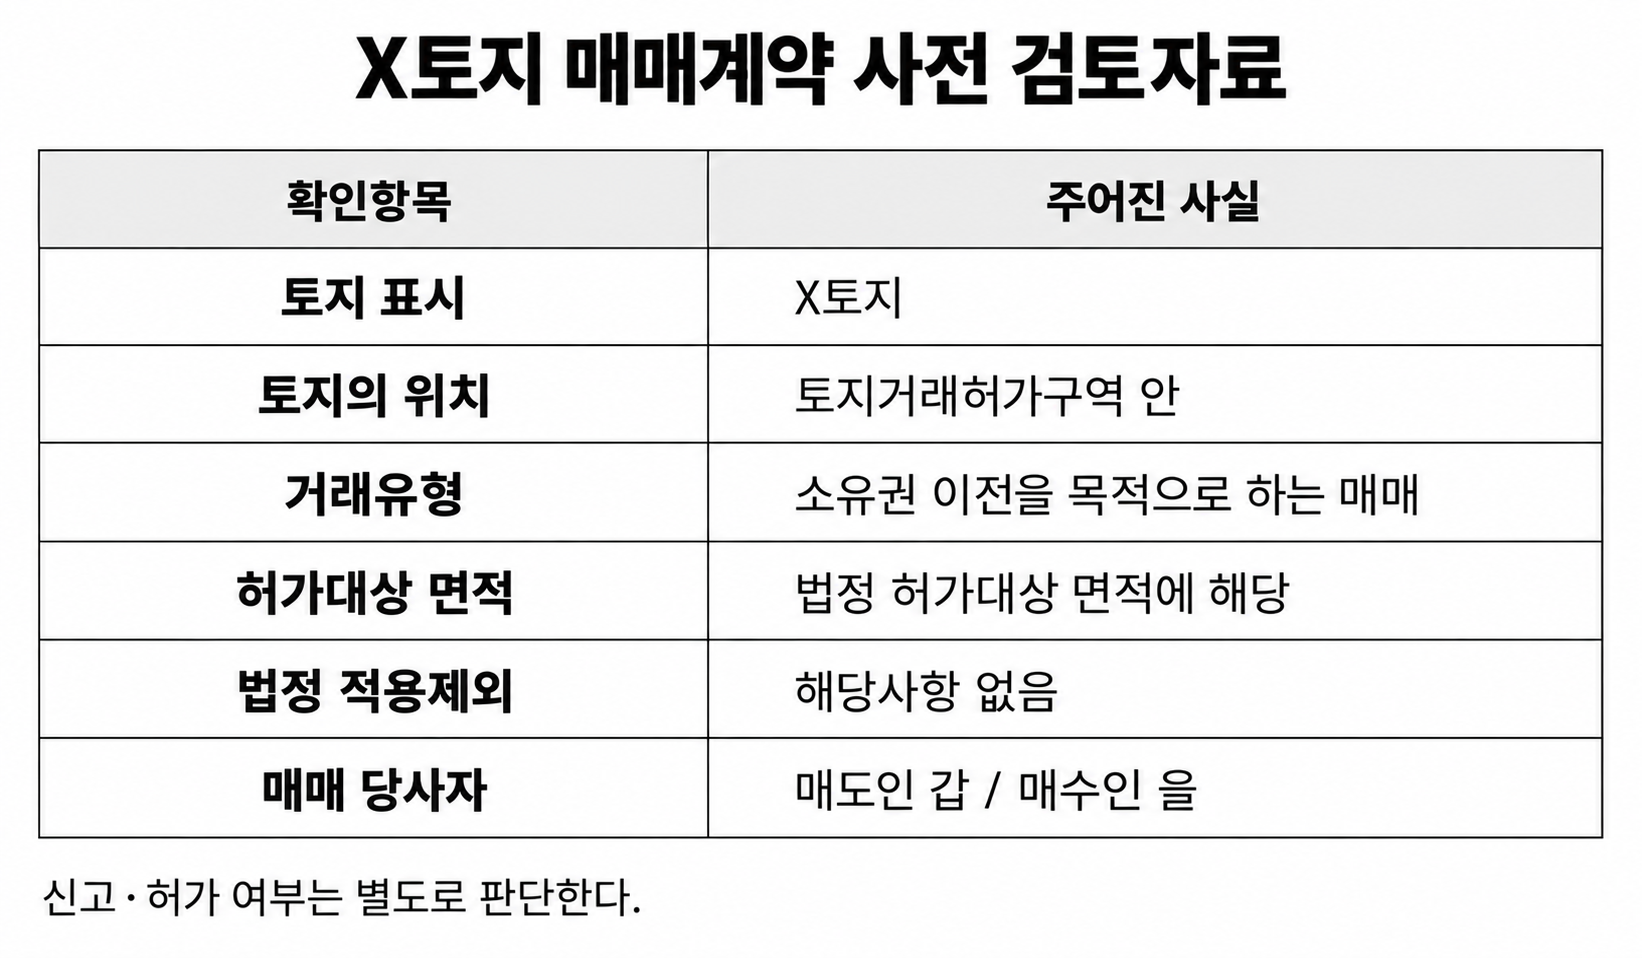 X토지 매매계약 사전 검토자료
확인항목 주어진 사실
토지 표시 X토지
토지의 위치 토지거래허가구역 안
거래유형 소유권 이전을 목적으로 하는 매매
허가대상 면적 법정 허가대상 면적에 해당
법정 적용제외 해당사항 없음
매매 당사자 매도인 갑 / 매수인 을
신고·허가 여부는 별도로 판단한다.